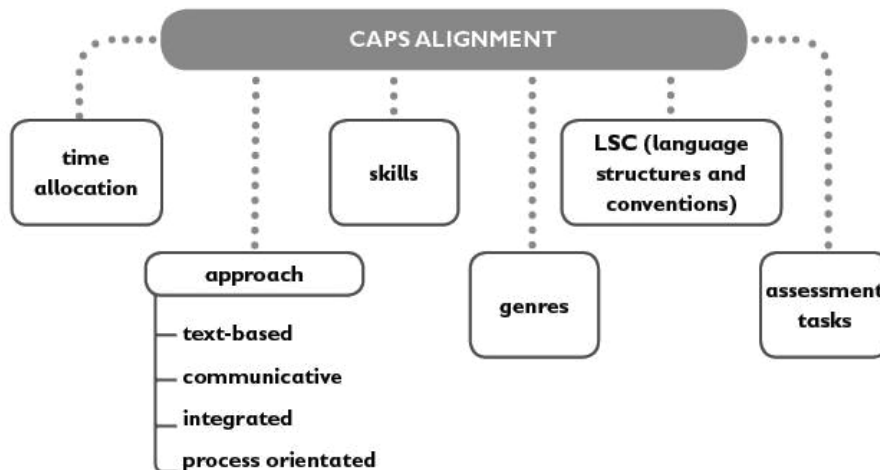 CAPS ALIGNMENT
time
allocation
skills
LSC (language
structures and
conventions)
approach
text-based
communicative
integrated
process orientated
genres
assessment
tasks